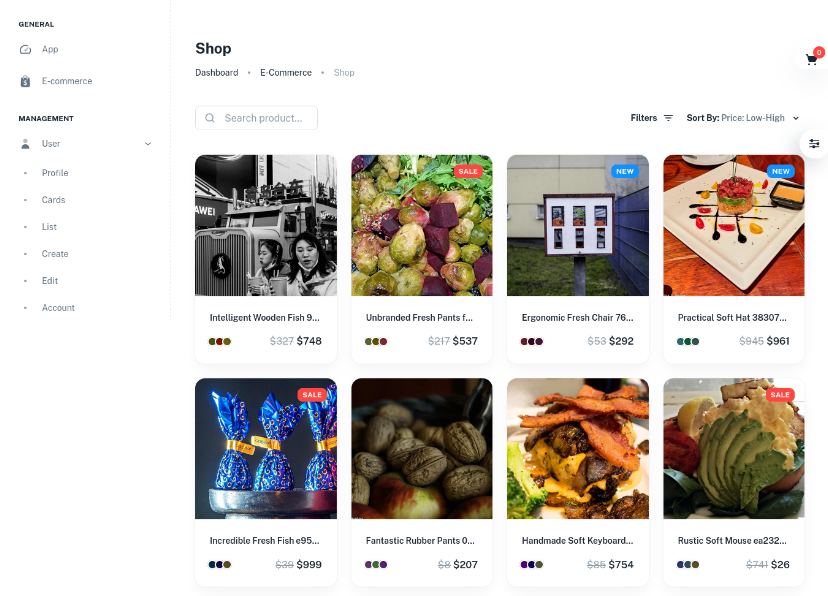 GENERAL
App
E-commerce
MANAGEMENT
User
Profile
Cards
List
Create
Edit
Account
Shop
Dashboard • E-Commerce • Shop
0
Search product...
Filters
Sort By: Price: Low-High
AWEI
SALE
NEW
NEW
Intelligent Wooden Fish 9...
$327 $748
Unbranded Fresh Pants f...
$217 $537
Ergonomic Fresh Chair 76...
$53 $292
Practical Soft Hat 38307...
$945 $961
SALE
SALE
Incredible Fresh Fish e95...
$39 $999
Fantastic Rubber Pants 0...
$8 $207
Handmade Soft Keyboard...
$85 $754
Rustic Soft Mouse ea232...
$741 $26